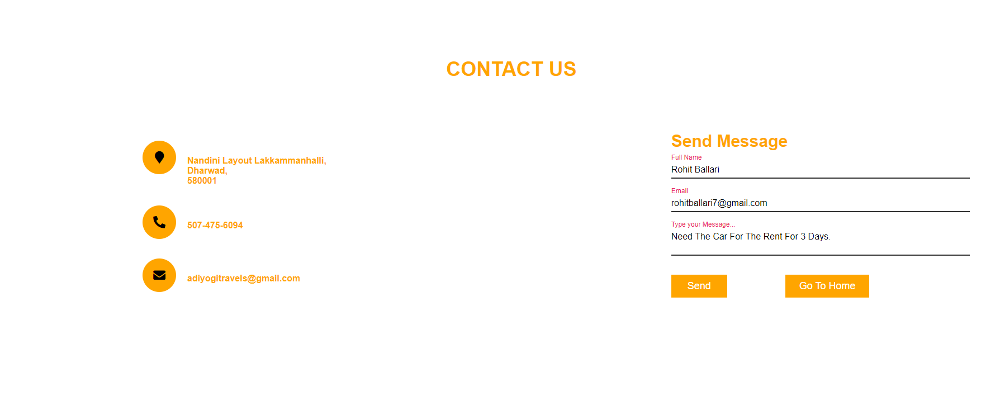 CONTACT US
Nandini Layout Lakkammanhalli,
Dharwad,
580001
507-475-6094
adiyogitravels@gmail.com
Send Message
Full Name
Rohit Ballari
Email
rohitballari7@gmail.com
Type your Message...
Need The Car For The Rent For 3 Days.
Send
Go To Home